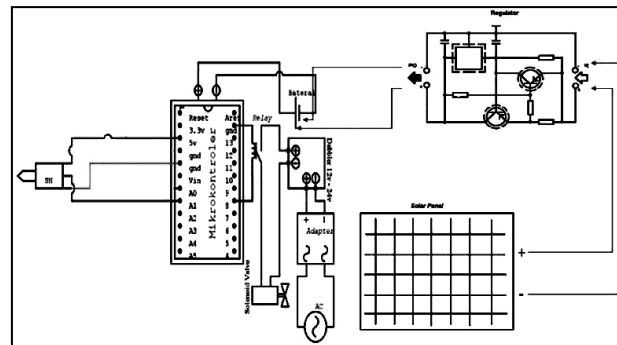 Regulator
Baterai
Reset
Aref
Relay
3.3v
gnd
5v
13
gnd
12
gnd
11
Vin
10
A0
9
A1
8
A2
7
A3
6
A4
5
A5
4
Mikrokontroler
SH
Dobler 12v - 24v
+
Adapter
Solenoid Valve
AC
Solar Panel
+
-